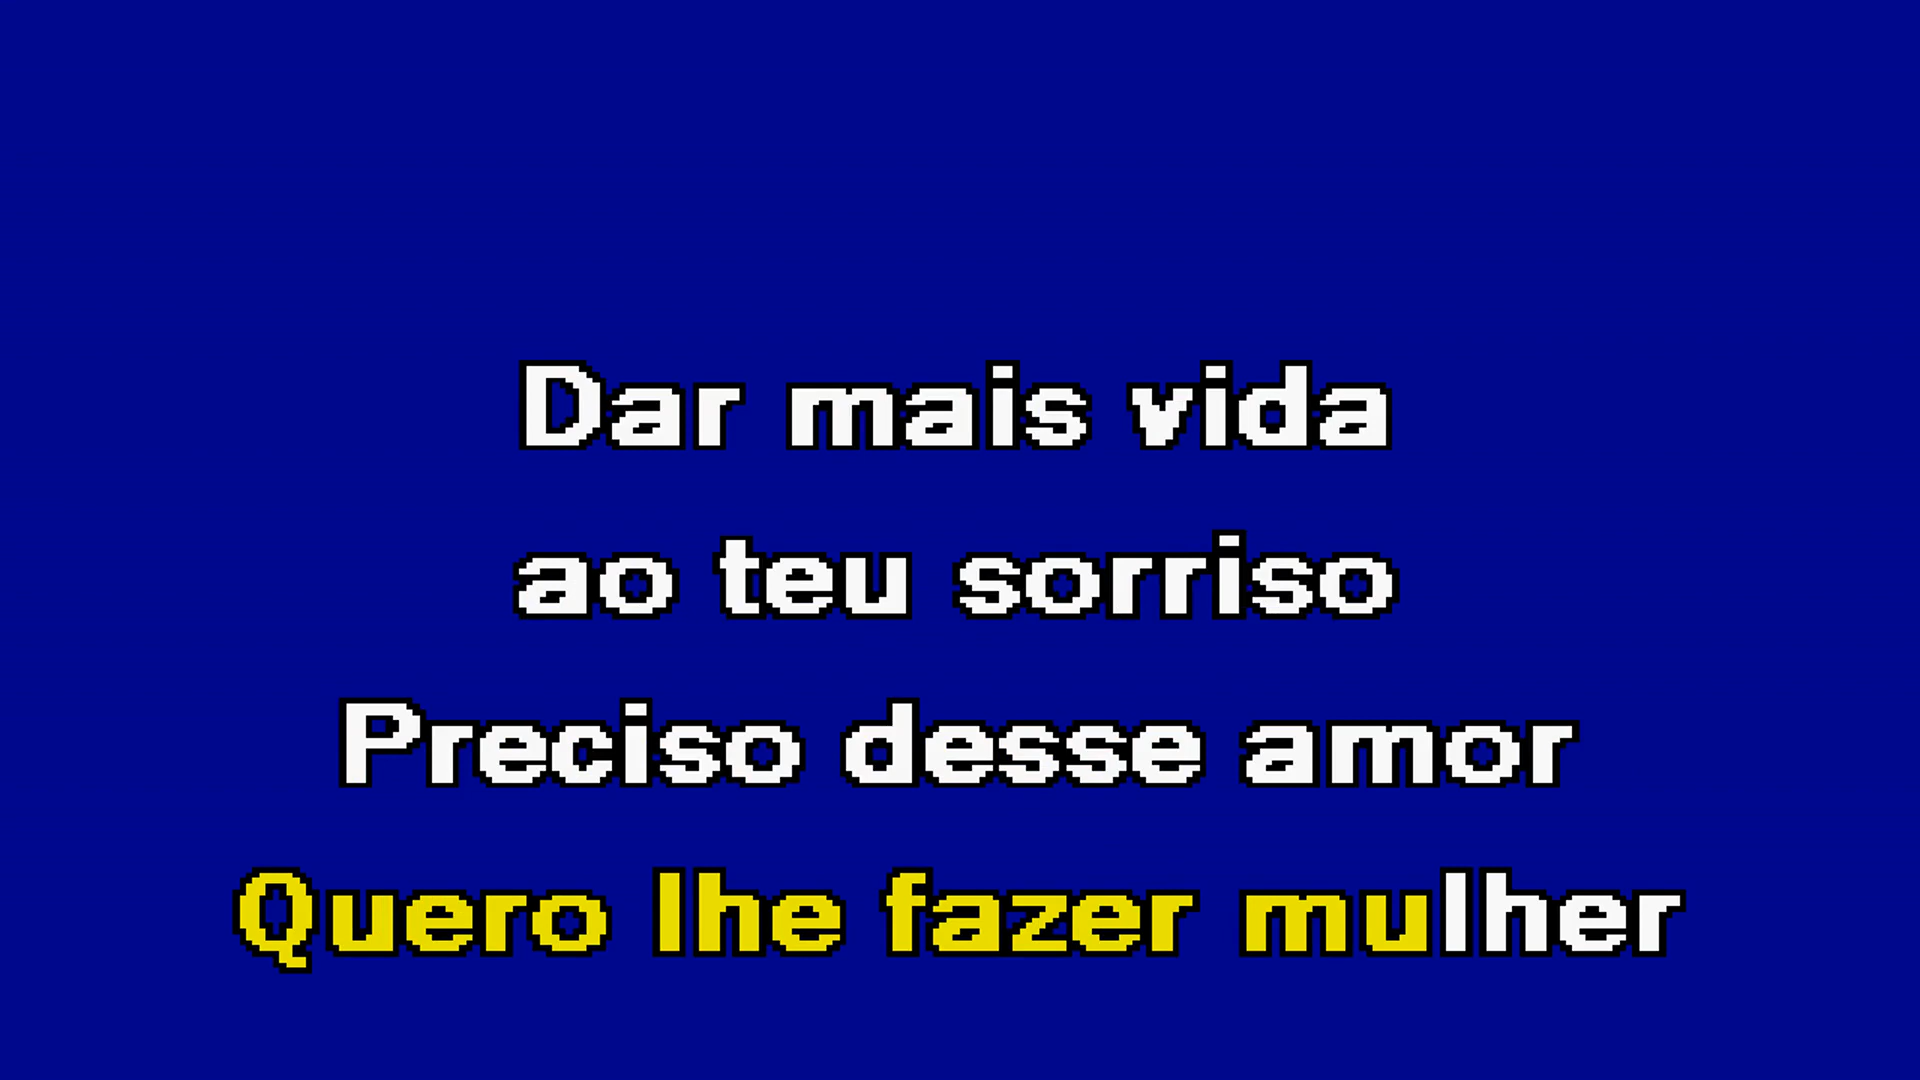 Dar mais vida
ao teu sorriso
Preciso desse amor
Quero lhe fazer mulher